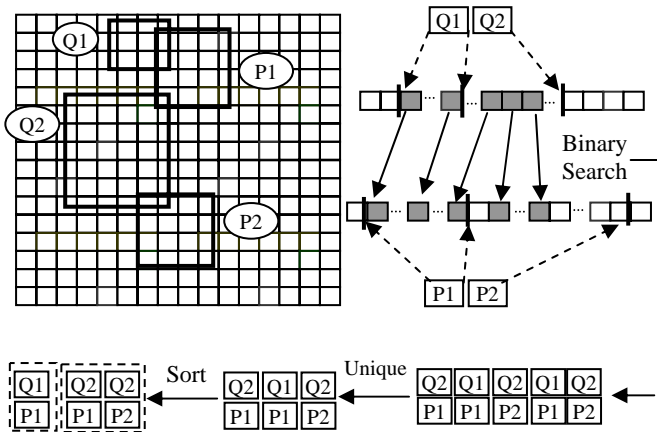 Q1
P1
Q2
P2
Q1 Q2
... ... ...
Binary
Search
... ... ... ...
P1 P2
Sort
Unique
Q1 Q2 Q2 Q2 Q1 Q2 Q2 Q1 Q2 Q1 Q2
P1 P1 P2 P1 P1 P2 P1 P1 P2 P1 P2